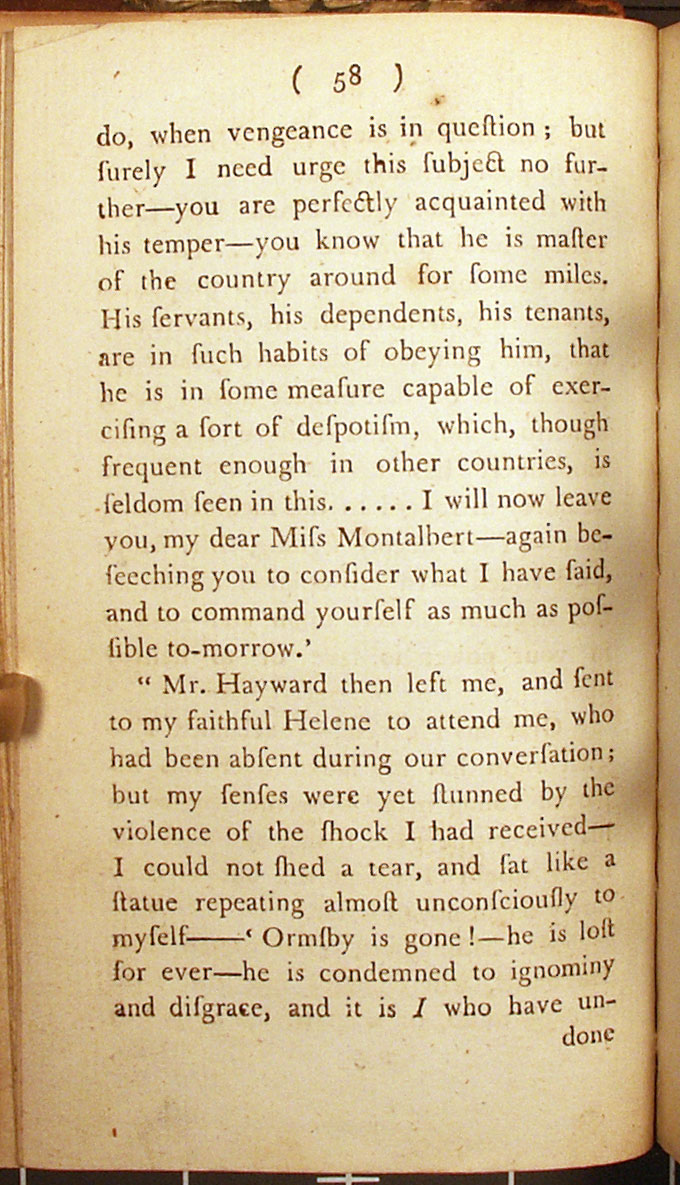 ( 58 )
do, when vengeance is in queſtion ; but
ſurely I need urge this ſubject no fur-
ther—you are perfectly acquainted with
his temper—you know that he is maſter
of the country around for ſome miles.
His ſervants, his dependents, his tenants,
are in ſuch habits of obeying him, that
he is in ſome meaſure capable of exer-
ciſing a ſort of deſpotiſm, which, though
frequent enough in other countries, is
ſeldom ſeen in this. . . . . . . I will now leave
you, my dear Miſs Montalbert—again be-
ſeeching you to conſider what I have ſaid,
and to command yourſelf as much as poſ-
ſible to-morrow.’
“ Mr. Hayward then left me, and ſent
to my faithful Helene to attend me, who
had been abſent during our converſation ;
but my ſenſes were yet ſtunned by the
violence of the ſhock I had received—
I could not ſhed a tear, and ſat like a
ſtatue repeating almoſt unconſciouſly to
myſelf——‘ Ormſby is gone !—he is loſt
for ever—he is condemned to ignominy
and diſgrace, and it is I who have un-
done